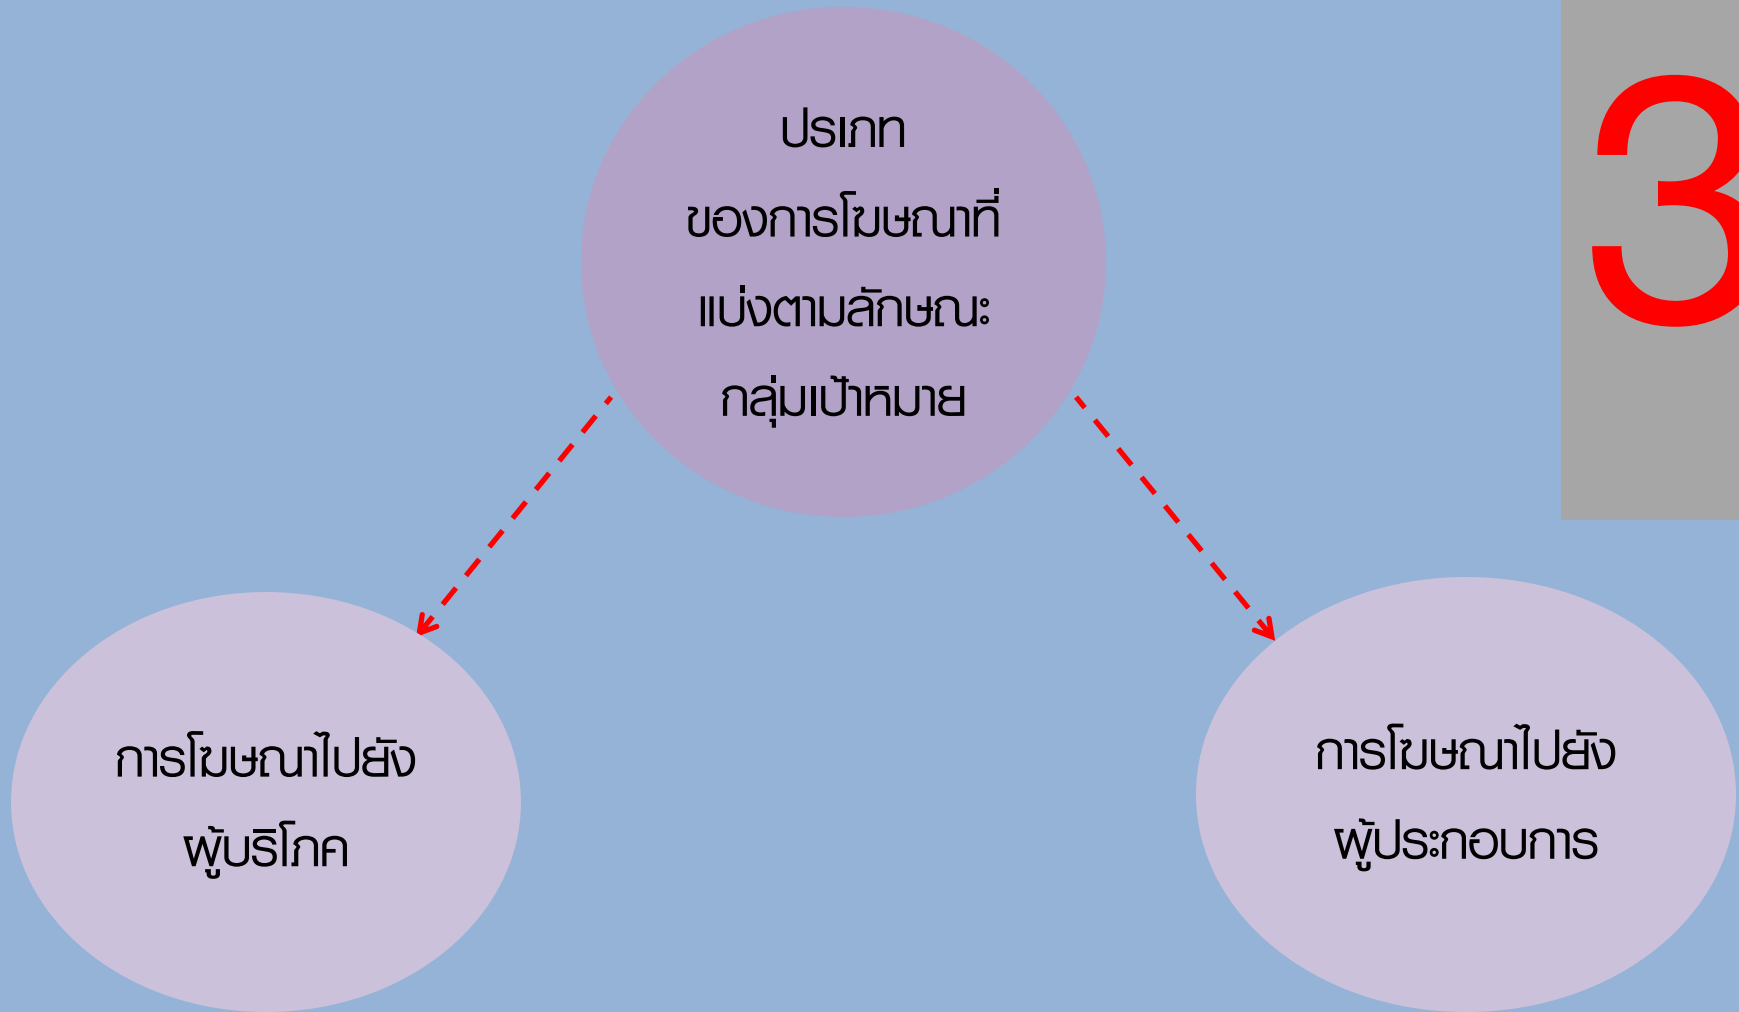 ประเภท
ของการโฆษณาที่
แบ่งตามลักษณะ
กลุ่มเป้าหมาย
3
การโฆษณาไปยัง
ผู้บริโภค
การโฆษณาไปยัง
ผู้ประกอบการ